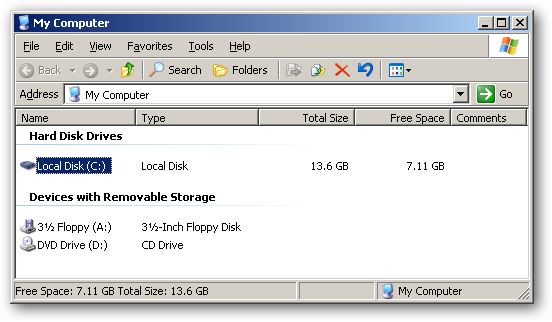 My Computer
File Edit View Favorites Tools Help
Back Search Folders
Address My Computer Go
Name Type Total Size Free Space Comments
Hard Disk Drives
Local Disk (C:) Local Disk 13.6 GB 7.11 GB
Devices with Removable Storage
3½ Floppy (A:) 3½-Inch Floppy Disk
DVD Drive (D:) CD Drive
Free Space: 7.11 GB Total Size: 13.6 GB My Computer